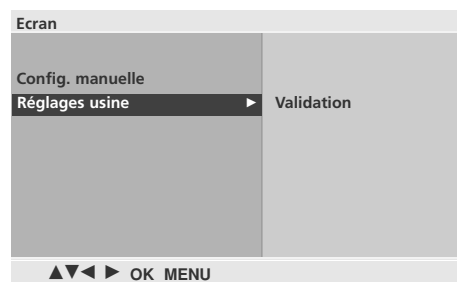 Ecran
Config. manuelle
Réglages usine ► Validation
▲▼◄ ► OK MENU